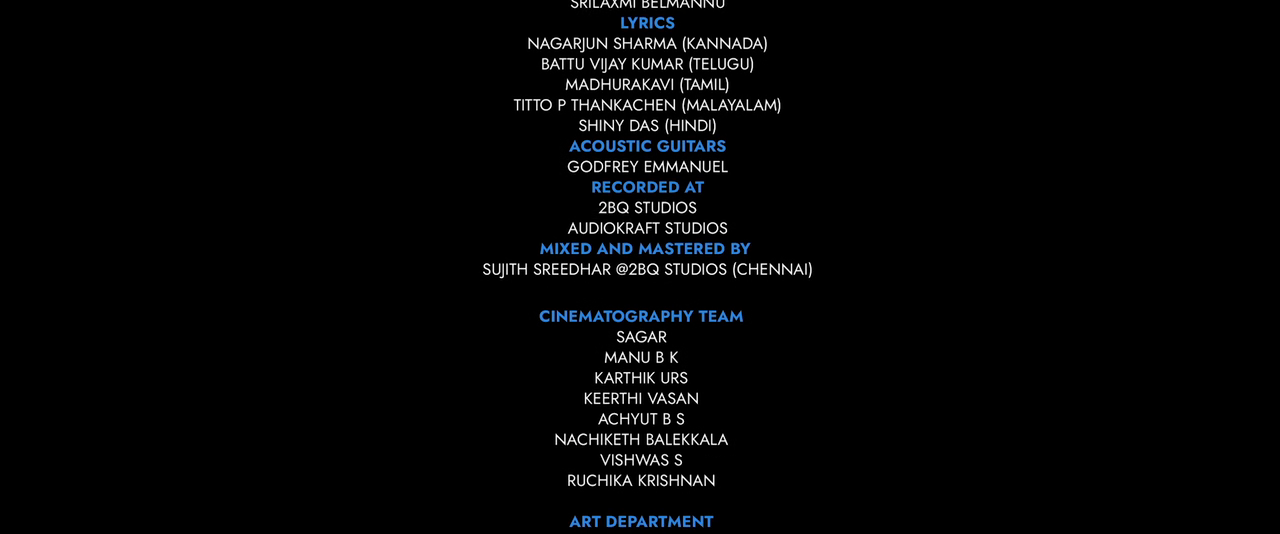 SRILAXMI BELMANNU
LYRICS
NAGARJUN SHARMA (KANNADA)
BATTU VIJAY KUMAR (TELUGU)
MADHURAKAVI (TAMIL)
TITTO P THANKACHEN (MALAYALAM)
SHINY DAS (HINDI)
ACOUSTIC GUITARS
GODFREY EMMANUEL
RECORDED AT
2BQ STUDIOS
AUDIOKRAFT STUDIOS
MIXED AND MASTERED BY
SUJITH SREEDHAR @2BQ STUDIOS (CHENNAI)
CINEMATOGRAPHY TEAM
SAGAR
MANU B K
KARTHIK URS
KEERTHI VASAN
ACHYUT B S
NACHIKETH BALEKKALA
VISHWAS S
RUCHIKA KRISHNAN
ART DEPARTMENT